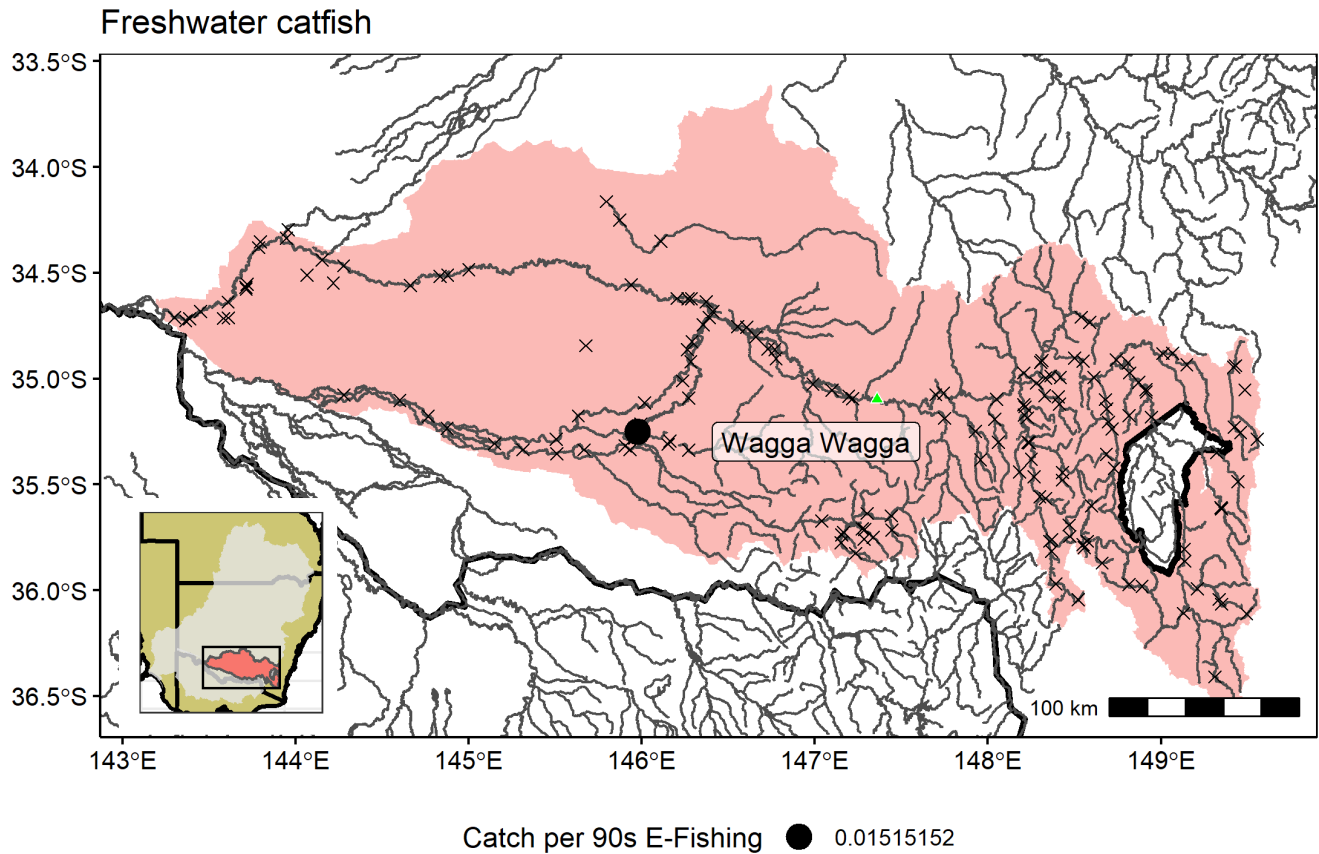 Freshwater catfish
33.5°S
34.0°S
34.5°S
35.0°S
35.5°S
36.0°S
36.5°S
Wagga Wagga
100 km
143°E 144°E 145°E 146°E 147°E 148°E 149°E
Catch per 90s E-Fishing 0.01515152